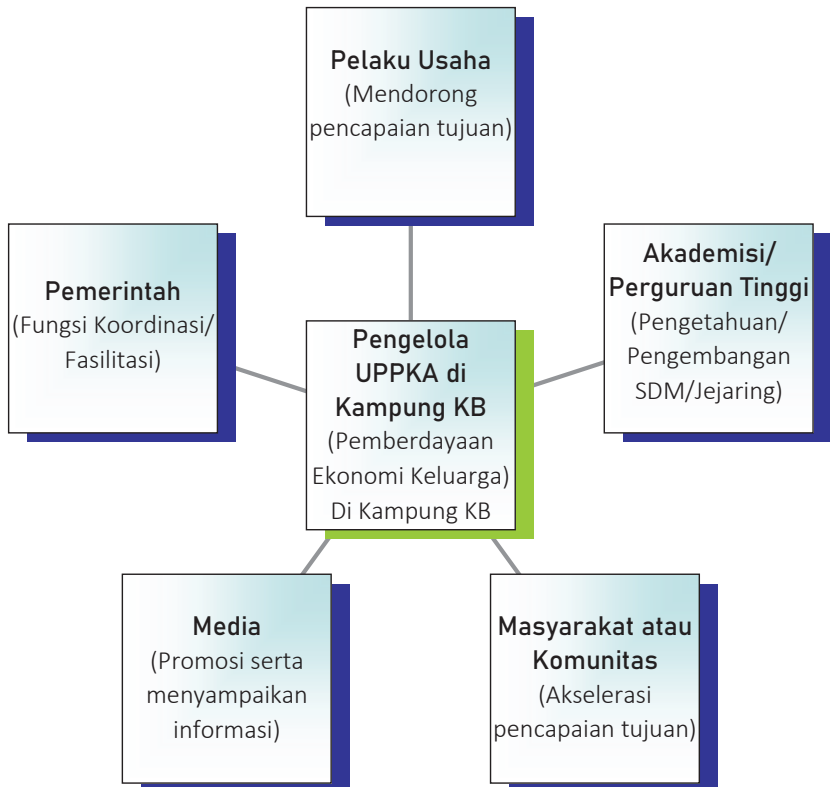 Pelaku Usaha
(Mendorong
pencapaian tujuan)
Pemerintah
(Fungsi Koordinasi/
Fasilitasi)
Akademisi/
Perguruan Tinggi
(Pengetahuan/
Pengembangan
SDM/Jejaring)
Pengelola
UPPKA di
Kampung KB
(Pemberdayaan
Ekonomi Keluarga)
Di Kampung KB
Media
(Promosi serta
menyampaikan
informasi)
Masyarakat atau
Komunitas
(Akselerasi
pencapaian tujuan)